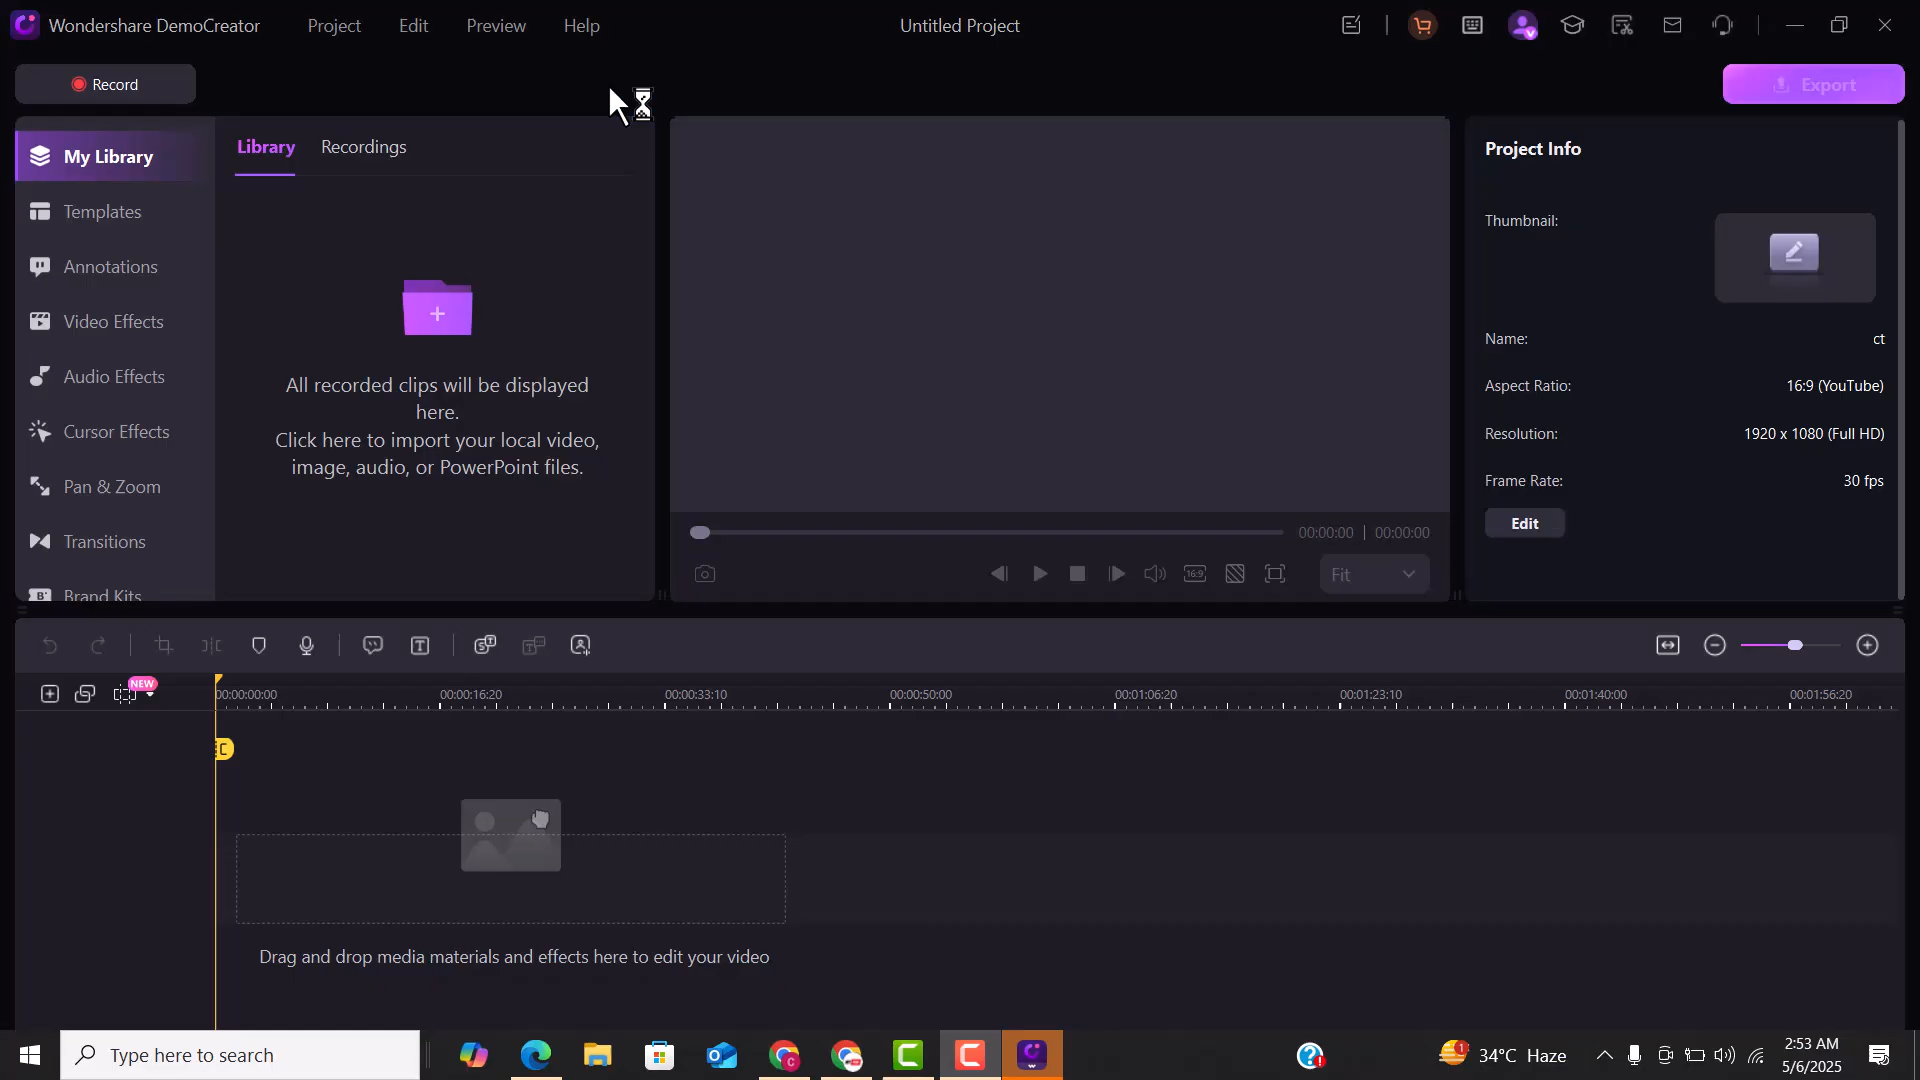 Wondershare DemoCreator
Project
Edit
Preview
Help
Untitled Project
Record
Export
My Library
Templates
Annotations
Video Effects
Audio Effects
Cursor Effects
Pan & Zoom
Transitions
Brand Kits
Library
Recordings
All recorded clips will be displayed
here.
Click here to import your local video,
image, audio, or PowerPoint files.
00:00:00 | 00:00:00
16:9
Fit
Project Info
Thumbnail:
Name:
ct
Aspect Ratio:
16:9 (YouTube)
Resolution:
1920 x 1080 (Full HD)
Frame Rate:
30 fps
Edit
NEW
00:00:00:00
00:00:16:20
00:00:33:10
00:00:50:00
00:01:06:20
00:01:23:10
00:01:40:00
00:01:56:20
Drag and drop media materials and effects here to edit your video
Type here to search
1
34°C Haze
2:53 AM
5/6/2025